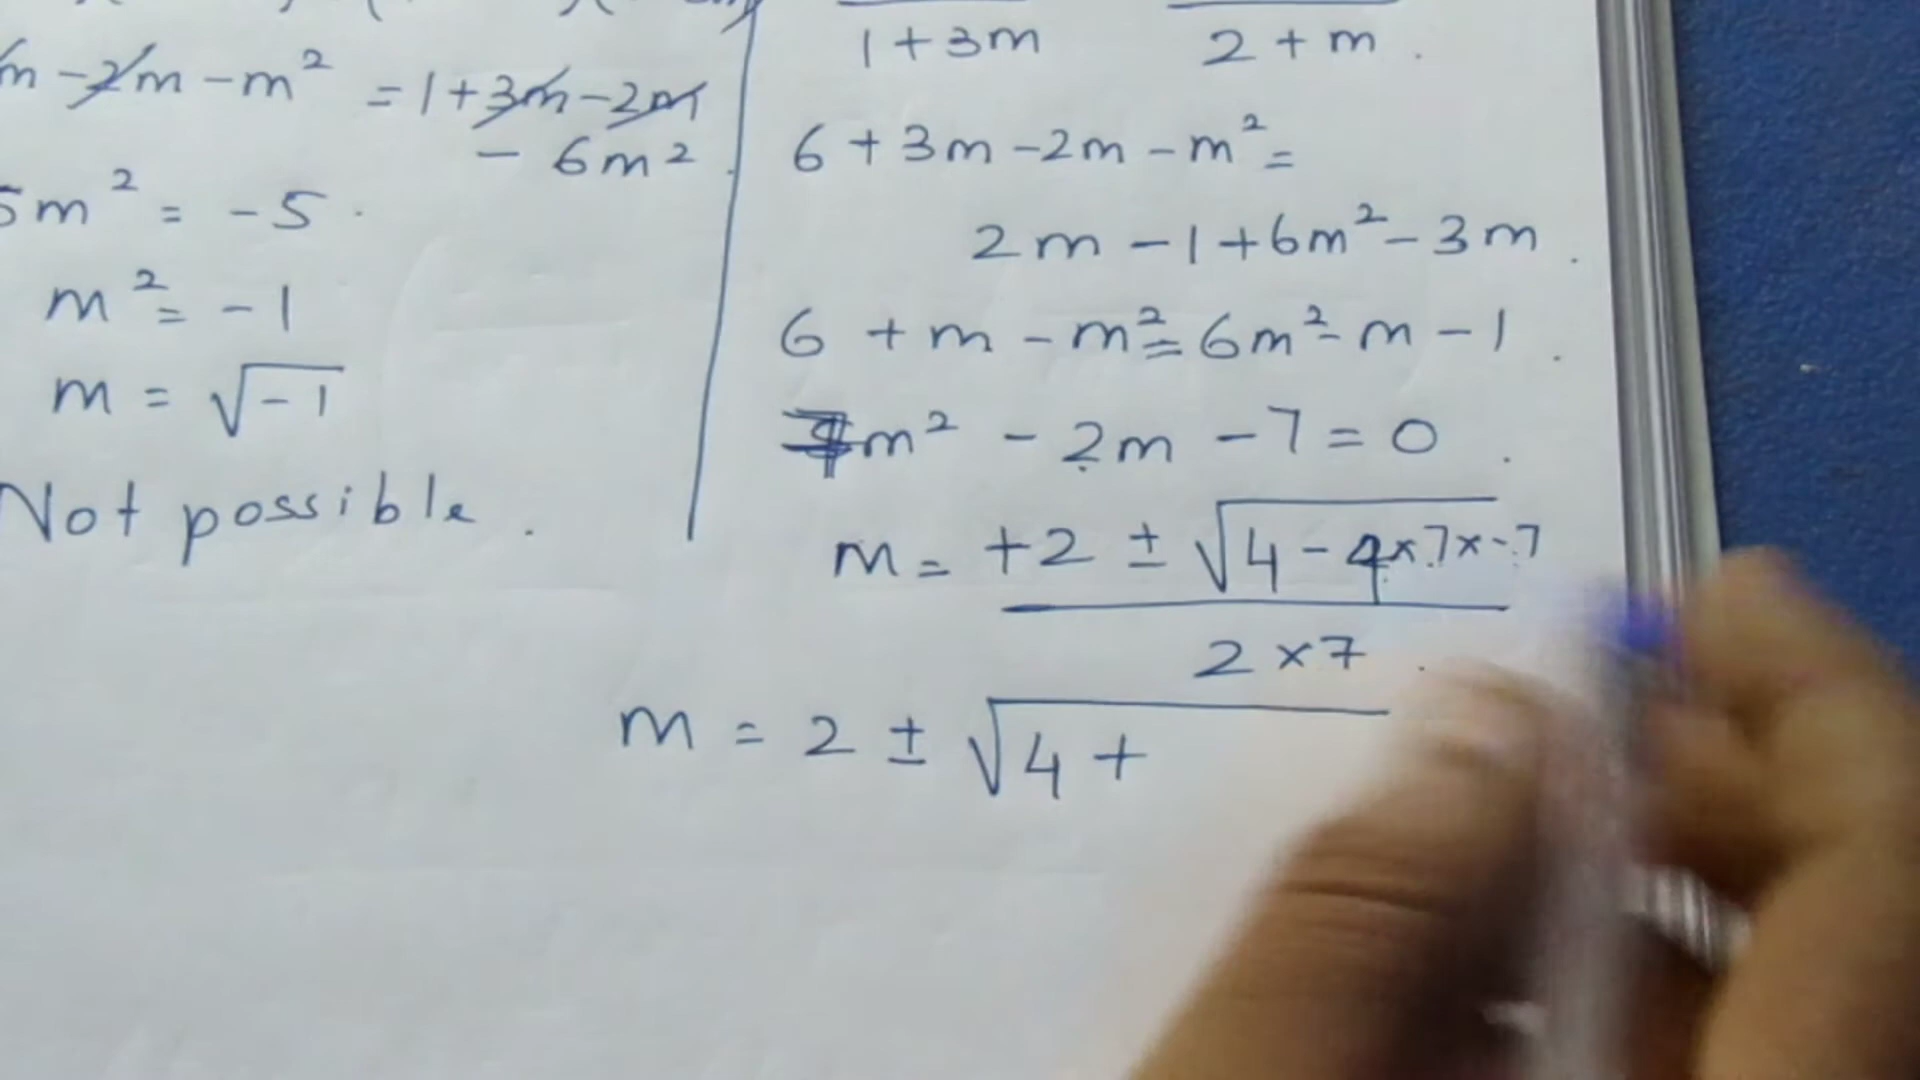 m - 2m - m² = 1 + 3m - 2m
- 6m²
5m² = -5
m² = -1
m = √-1
Not possible.
1 + 3m 2 + m
6 + 3m - 2m - m² =
2m - 1 + 6m² - 3m
6 + m - m² = 6m² - m - 1
7m² - 2m - 7 = 0
m = +2 ± √4 - 4 × 7 × -7
2 × 7
m = 2 ± √4 +